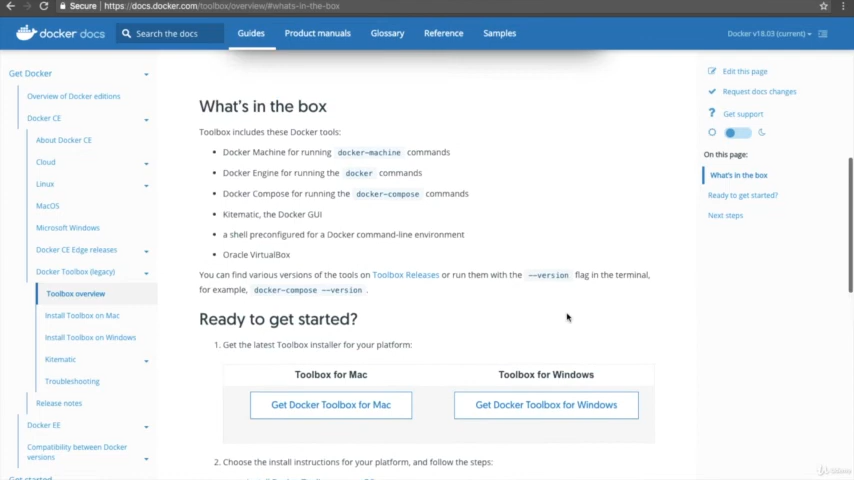 Secure https://docs.docker.com/toolbox/overview/#whats-in-the-box
docker docs Search the docs Guides Product manuals Glossary Reference Samples Docker v18.03 (current)
Get Docker
Overview of Docker editions
Docker CE
About Docker CE
Cloud
Linux
MacOS
Microsoft Windows
Docker CE Edge releases
Docker Toolbox (legacy)
Toolbox overview
Install Toolbox on Mac
Install Toolbox on Windows
Kitematic
Troubleshooting
Release notes
Docker EE
Compatibility between Docker
versions
Get started
What's in the box
Toolbox includes these Docker tools:
• Docker Machine for running docker-machine commands
• Docker Engine for running the docker commands
• Docker Compose for running the docker-compose commands
• Kitematic, the Docker GUI
• a shell preconfigured for a Docker command-line environment
• Oracle VirtualBox
You can find various versions of the tools on Toolbox Releases or run them with the --version flag in the terminal,
for example, docker-compose --version .
Ready to get started?
1. Get the latest Toolbox installer for your platform:
Toolbox for Mac Toolbox for Windows
Get Docker Toolbox for Mac Get Docker Toolbox for Windows
2. Choose the install instructions for your platform, and follow the steps:
Edit this page
Request docs changes
Get support
On this page:
What's in the box
Ready to get started?
Next steps
Udemy